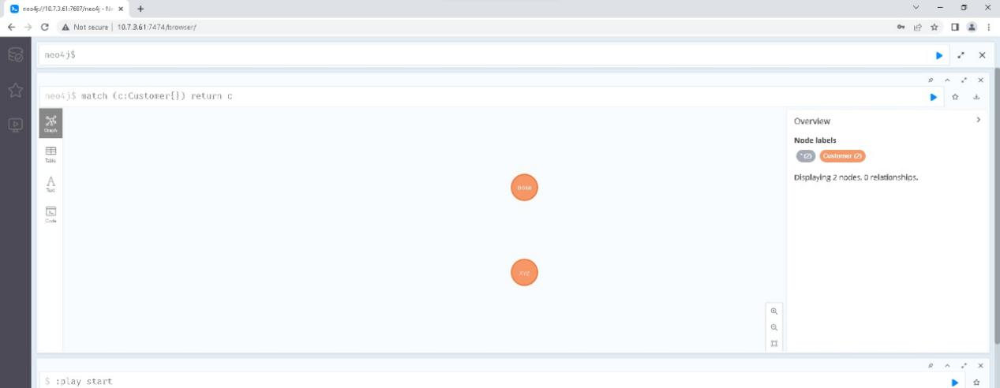 neo4j://10.7.3.61:7687/neo4j - Ne
Not secure | 10.7.3.61:7474/browser/
neo4j$
neo4j$ match (c:Customer{}) return c
Graph
Table
Text
Code
XYZ
Overview
Node labels
*(2) Customer (2)
Displaying 2 nodes, 0 relationships.
$ :play start